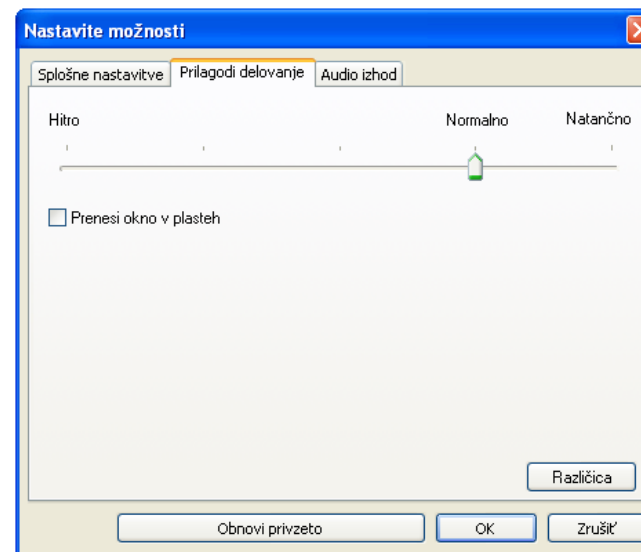 Nastavite možnosti
Splošne nastavitve Prilagodi delovanje Audio izhod
Hitro Normalno Natančno
Prenesi okno v plasteh
Različica
Obnovi privzeto OK Zrušiť